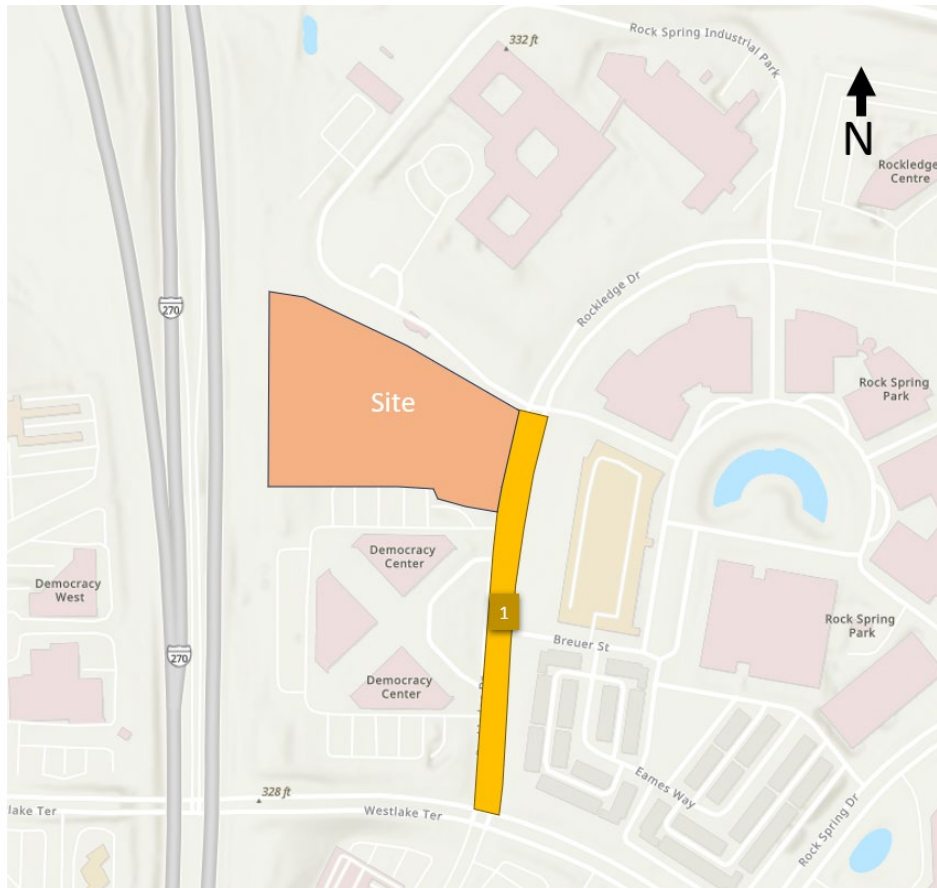 Rock Spring Industrial Park
332 ft
N
Rockledge
Centre
270
Rockledge Dr
Site
Rock Spring
Park
Democracy
Center
Democracy
West
1
Rock Spring
Park
Breuer St
270
Democracy
Center
Eames Way
328 ft
lake Ter
Westlake Ter
Rock Spring Dr